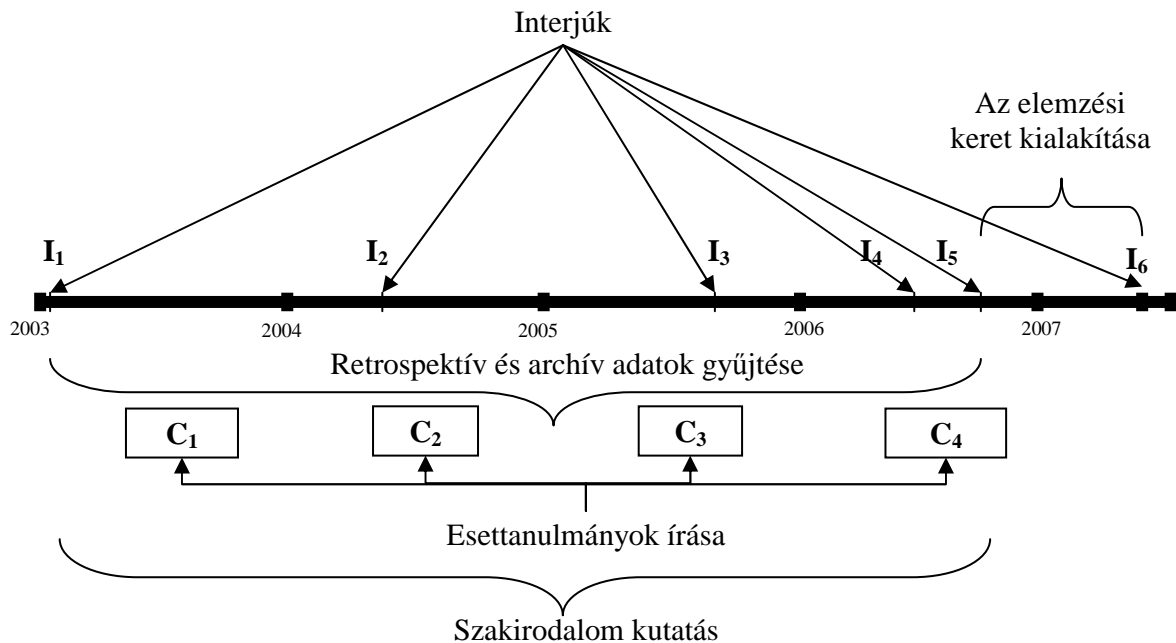 Interjúk
Az elemzési
keret kialakítása
I1 I2 I3 I4 I5 I6
2003 2004 2005 2006 2007
Retrospektív és archív adatok gyűjtése
C1 C2 C3 C4
Esettanulmányok írása
Szakirodalom kutatás